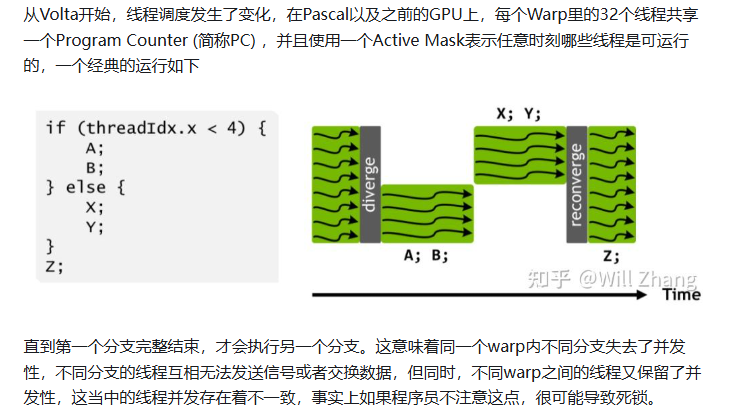 从Volta开始，线程调度发生了变化，在Pascal以及之前的GPU上，每个Warp里的32个线程共享
一个Program Counter (简称PC) ，并且使用一个Active Mask表示任意时刻哪些线程是可运行
的，一个经典的运行如下
if (threadIdx.x < 4) {
A;
B;
} else {
X;
Y;
}
Z;
X; Y;
diverge
reconverge
A; B;
Z;
知乎 @Will Zhang
Time
直到第一个分支完整结束，才会执行另一个分支。这意味着同一个warp内不同分支失去了并发
性，不同分支的线程互相无法发送信号或者交换数据，但同时，不同warp之间的线程又保留了并
发性，这当中的线程并发存在着不一致，事实上如果程序员不注意这点，很可能导致死锁。